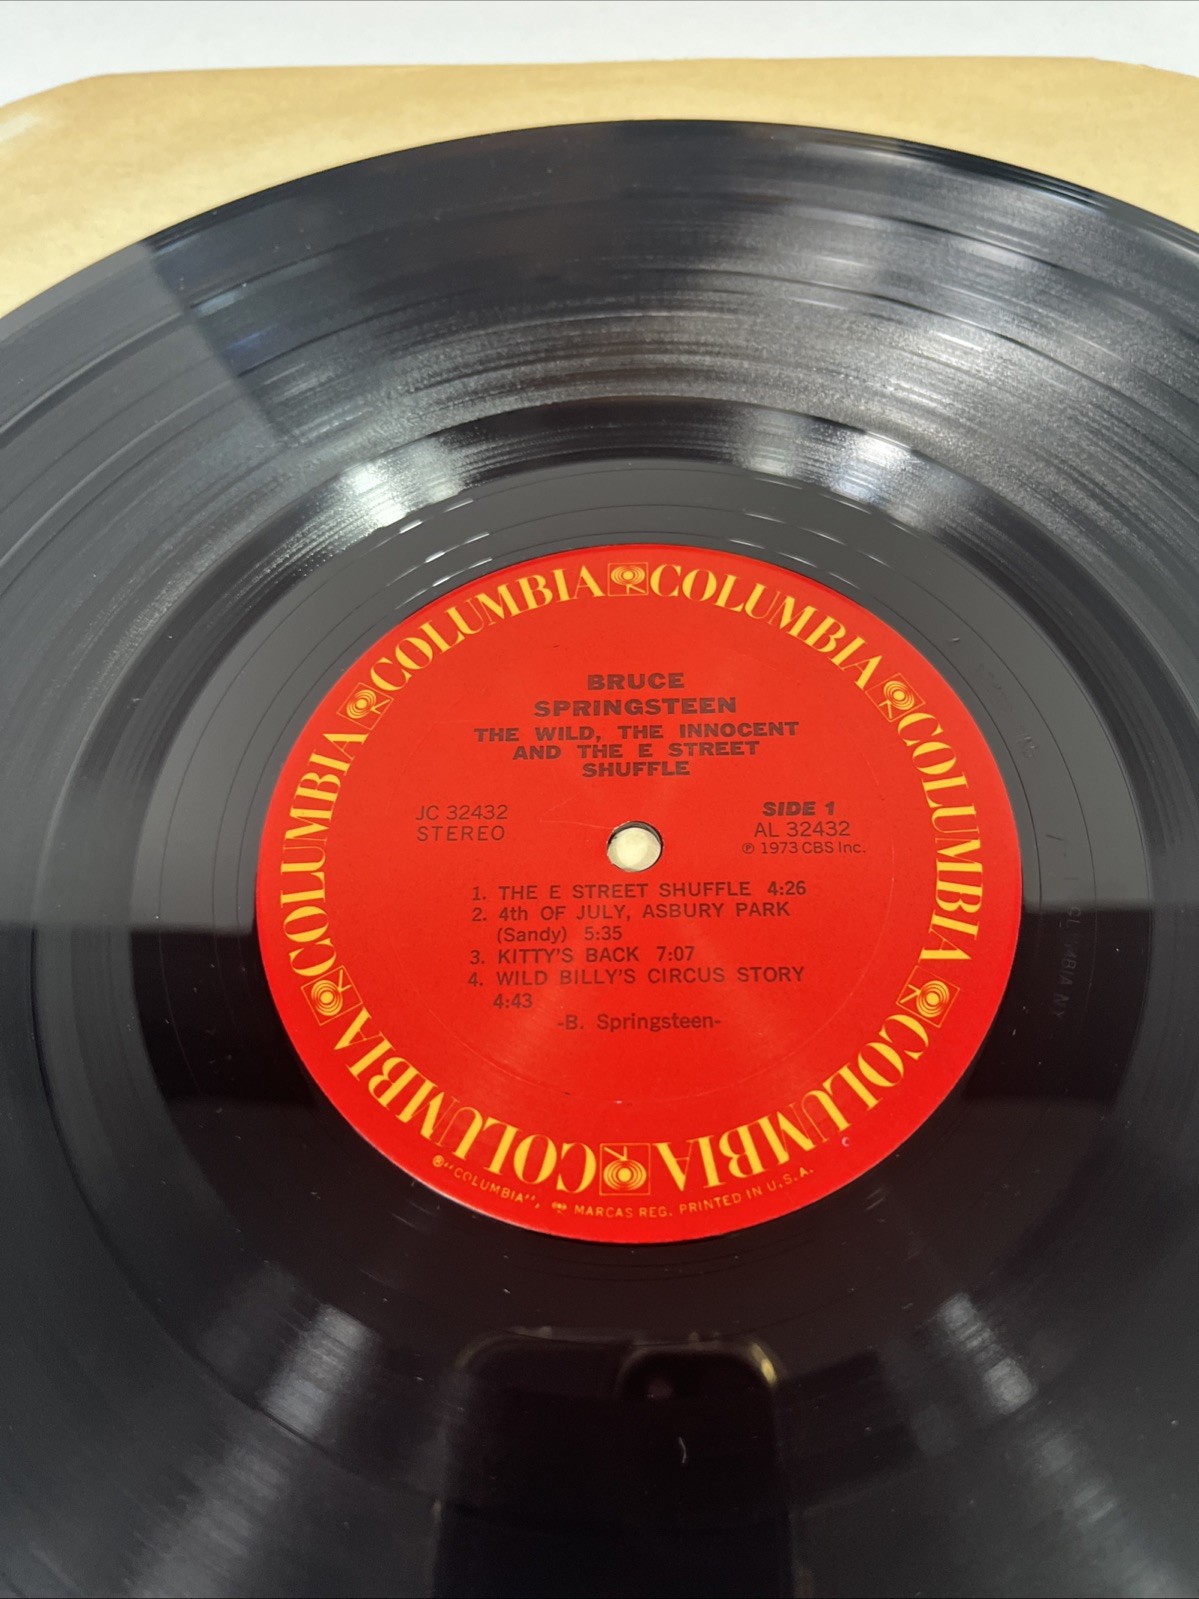 COLUMBIA COLUMBIA COLUMBIA COLUMBIA COLUMBIA COLUMBIA COLUMBIA
BRUCE
SPRINGSTEEN
THE WILD, THE INNOCENT
AND THE E STREET
SHUFFLE
JC 32432
STEREO
SIDE 1
AL 32432
℗ 1973 CBS Inc.
1. THE E STREET SHUFFLE 4:26
2. 4th OF JULY, ASBURY PARK
(Sandy) 5:35
3. KITTY'S BACK 7:07
4. WILD BILLY'S CIRCUS STORY
4:43
-B. Springsteen-
®"COLUMBIA", MARCAS REG. PRINTED IN U.S.A.
COLUMBIA NY